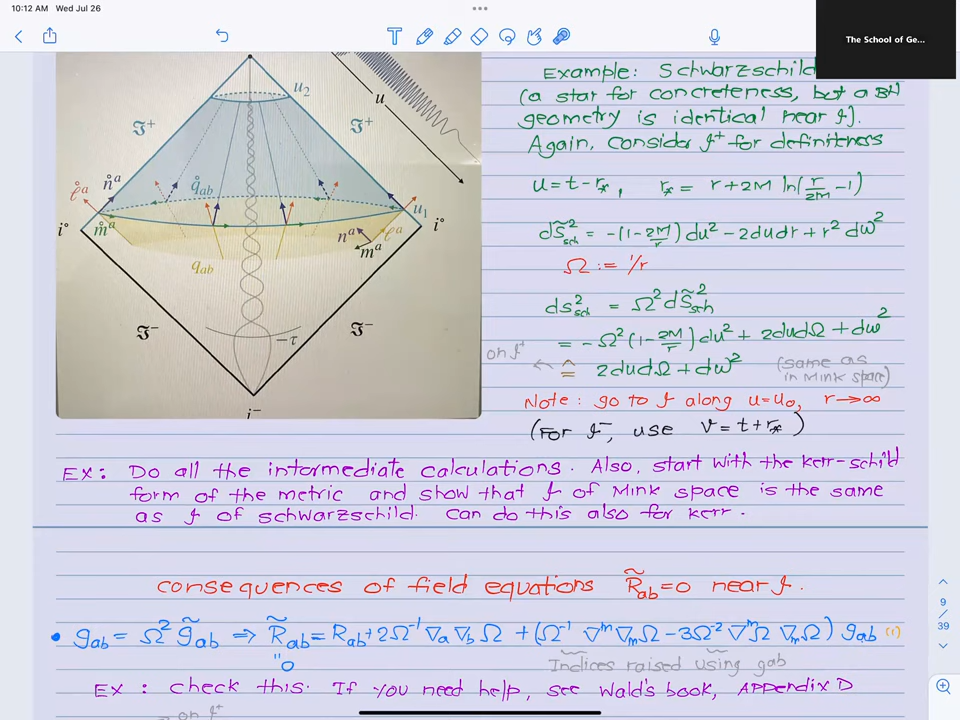 10:12 AM Wed Jul 26
The School of Ge...
u₂
u
ℑ⁺
ℑ⁺
ℓ̊ᵃ
n̊ᵃ
q̊ab
u₁
i°
m̊ᵃ
nᵃ
ℓᵃ
i°
mᵃ
qab
ℑ⁻
ℑ⁻
-τ
i⁻
Example: Schwarzschild
(a star for concreteness, but a BH
geometry is identical near ℐ).
Again, consider ℐ⁺ for definitness
u = t - r*, r* = r + 2M ln(r/2M - 1)
ds̃²sch = -(1-2M/r) du² - 2dudr + r² dω²
Ω := 1/r
ds²sch = Ω² ds̃²sch
= -Ω² (1-2M/r) du² + 2dudΩ + dω²
on ℐ⁺ ← ≙ 2dudΩ + dω² (same as
in Mink space)
Note: go to ℐ along u=u₀, r→∞
(For ℐ⁻, use v = t + r*)
EX: Do all the intermediate calculations. Also, start with the Kerr-Schild
form of the metric and show that ℐ of Mink space is the same
as ℐ of Schwarzschild. Can do this also for Kerr.
Consequences of field equations R̃ab = 0 near ℐ.
• gab = Ω² g̃ab ⇒ R̃ab = Rab + 2Ω⁻¹ ∇a ∇b Ω + (Ω⁻¹ ∇ᵐ ∇m Ω - 3Ω⁻² ∇ᵐΩ ∇mΩ) gab (1)
"0
Indices raised using gab
EX: check this. If you need help, see Wald's book, APPENDIX D
on ℐ⁺
9
39